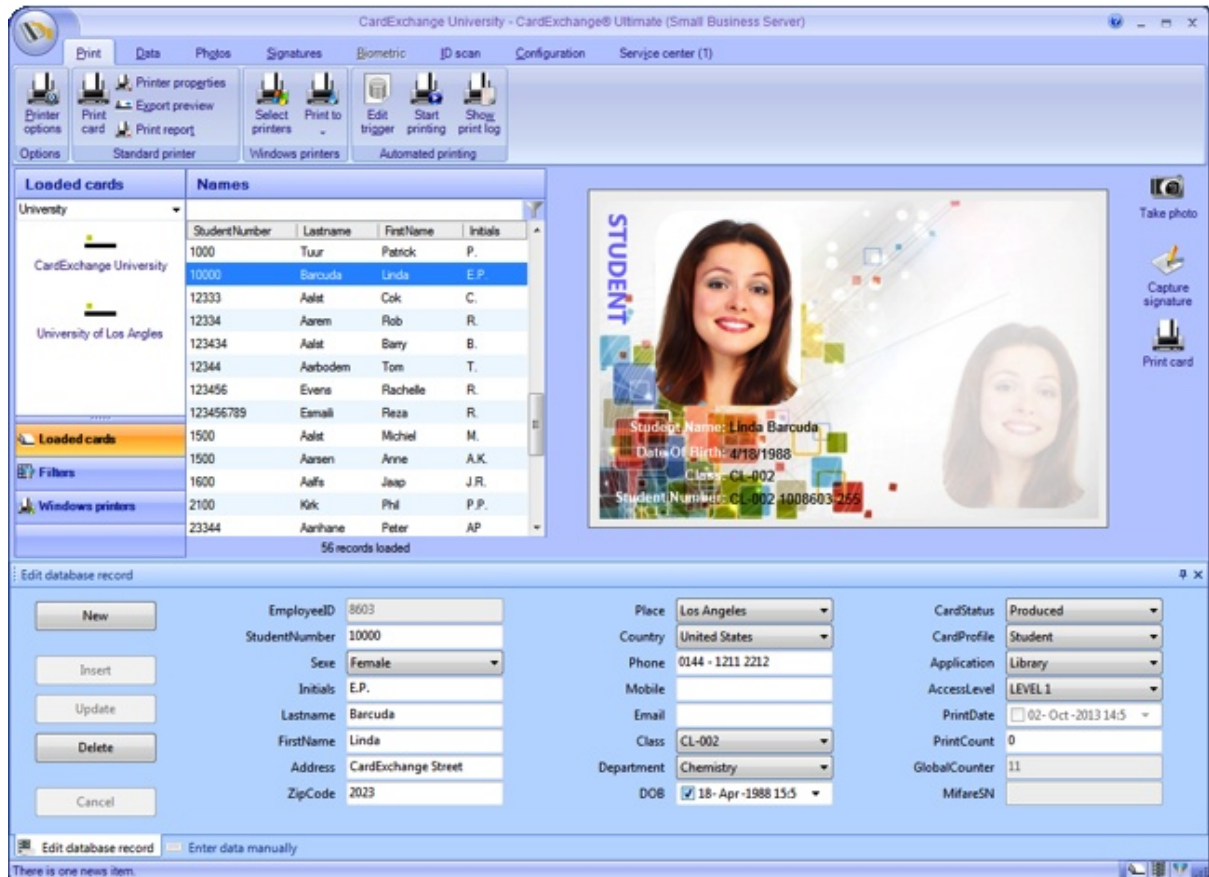 CardExchange University - CardExchange® Ultimate (Small Business Server)
Print Data Photos Signatures Biometric ID scan Configuration Service center (1)
Printer options
Print card
Printer properties
Export preview
Print report
Select printers
Print to
Edit trigger
Start printing
Show print log
Options Standard printer Windows printers Automated printing
Loaded cards
University
CardExchange University
University of Los Angles
Loaded cards
Filters
Windows printers
Names
StudentNumber Lastname FirstName Initials
1000 Tuur Patrick P.
10000 Barcuda Linda E.P.
12333 Aalst Cok C.
12334 Aarem Rob R.
123434 Aalst Barry B.
12344 Aarbodem Tom T.
123456 Evens Rachelle R.
123456789 Esmaili Reza R.
1500 Aalst Michiel M.
1500 Aarsen Anne A.K.
1600 Aalfs Jaap J.R.
2100 Kirk Phil P.P.
23344 Aanhane Peter AP
56 records loaded
STUDENT
Student Name: Linda Barcuda
Date Of Birth: 4/18/1988
Class: CL-002
Student Number: CL-002 1008603 265
Take photo
Capture signature
Print card
Edit database record
New
Insert
Update
Delete
Cancel
EmployeeID 8603
StudentNumber 10000
Sexe Female
Initials E.P.
Lastname Barcuda
FirstName Linda
Address CardExchange Street
ZipCode 2023
Place Los Angeles
Country United States
Phone 0144 - 1211 2212
Mobile
Email
Class CL-002
Department Chemistry
DOB 18- Apr -1988 15:5
CardStatus Produced
CardProfile Student
Application Library
AccessLevel LEVEL 1
PrintDate 02- Oct -2013 14:5
PrintCount 0
GlobalCounter 11
MifareSN
Edit database record Enter data manually
There is one news item.